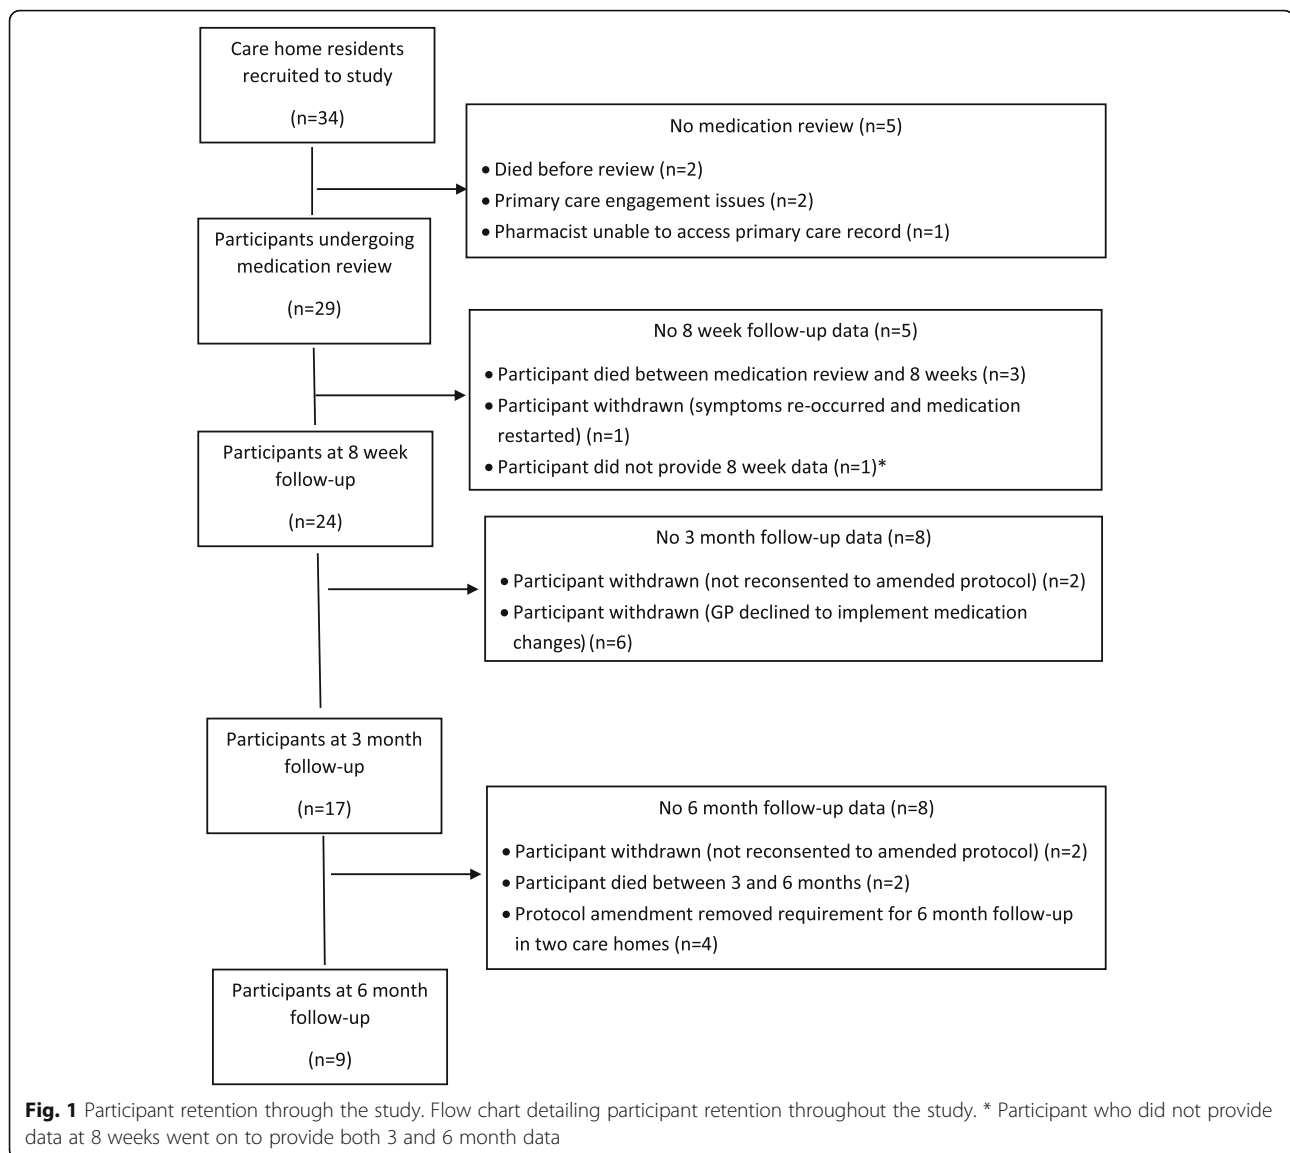 Care home residents
recruited to study
(n=34)
No medication review (n=5)
• Died before review (n=2)
• Primary care engagement issues (n=2)
• Pharmacist unable to access primary care record (n=1)
Participants undergoing
medication review
(n=29)
No 8 week follow-up data (n=5)
• Participant died between medication review and 8 weeks (n=3)
• Participant withdrawn (symptoms re-occurred and medication
restarted) (n=1)
• Participant did not provide 8 week data (n=1)*
Participants at 8 week
follow-up
(n=24)
No 3 month follow-up data (n=8)
• Participant withdrawn (not reconsented to amended protocol) (n=2)
• Participant withdrawn (GP declined to implement medication
changes) (n=6)
Participants at 3 month
follow-up
(n=17)
No 6 month follow-up data (n=8)
• Participant withdrawn (not reconsented to amended protocol) (n=2)
• Participant died between 3 and 6 months (n=2)
• Protocol amendment removed requirement for 6 month follow-up
in two care homes (n=4)
Participants at 6 month
follow-up
(n=9)
Fig. 1 Participant retention through the study. Flow chart detailing participant retention throughout the study. * Participant who did not provide
data at 8 weeks went on to provide both 3 and 6 month data